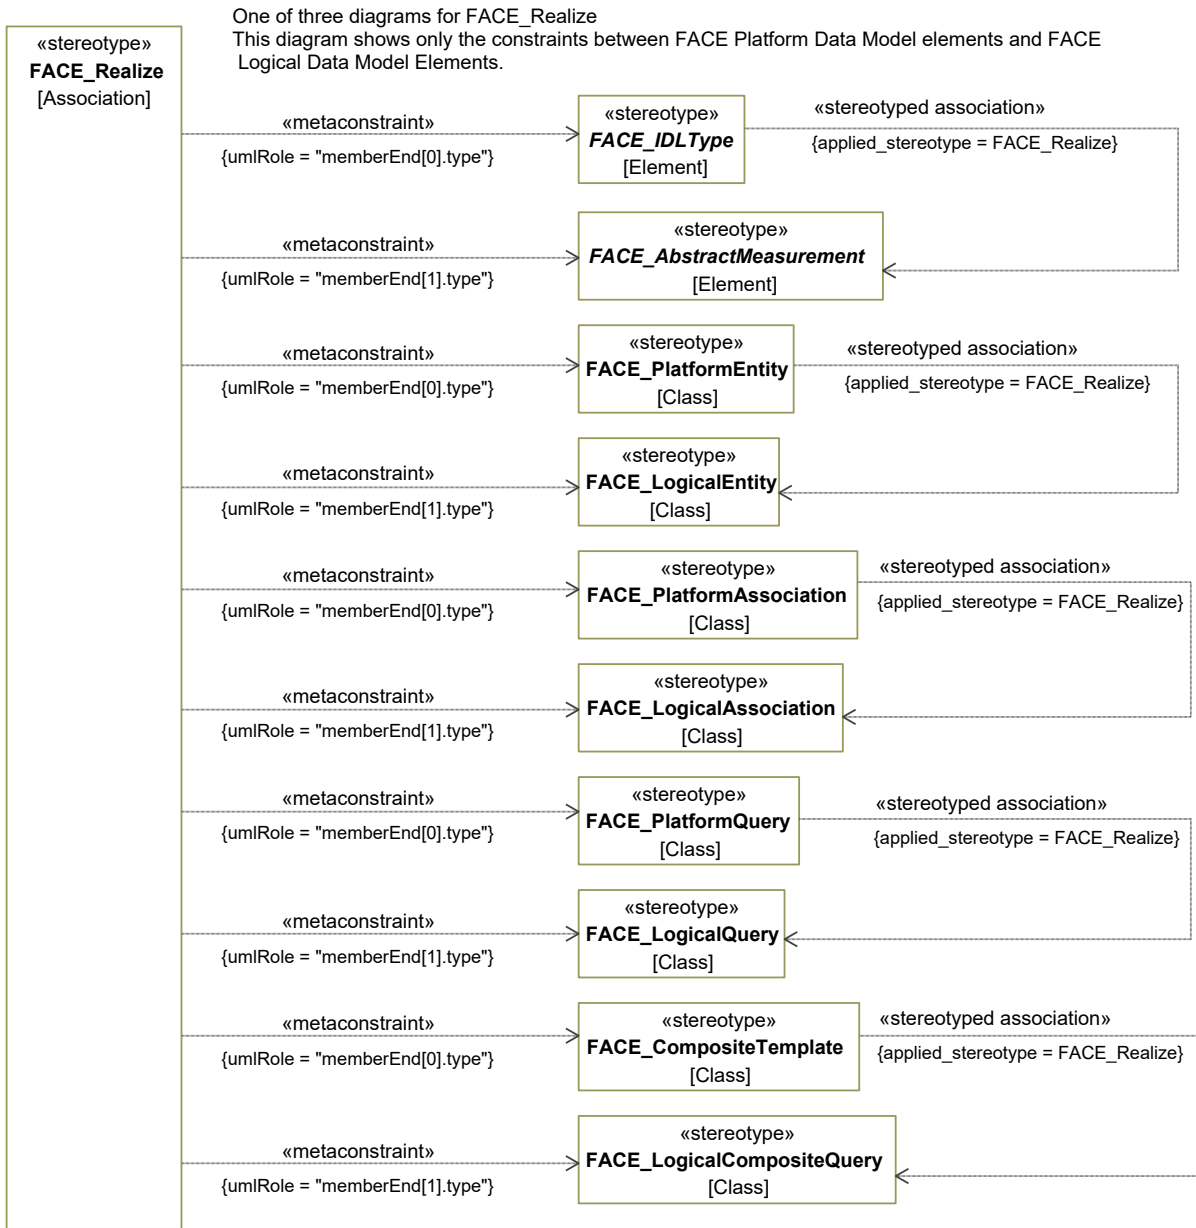 One of three diagrams for FACE_Realize
This diagram shows only the constraints between FACE Platform Data Model elements and FACE
Logical Data Model Elements.
«stereotype»
FACE_Realize
[Association]
«metaconstraint»
{umlRole = "memberEnd[0].type"}
«stereotype»
FACE_IDLType
[Element]
«stereotyped association»
{applied_stereotype = FACE_Realize}
«metaconstraint»
{umlRole = "memberEnd[1].type"}
«stereotype»
FACE_AbstractMeasurement
[Element]
«metaconstraint»
{umlRole = "memberEnd[0].type"}
«stereotype»
FACE_PlatformEntity
[Class]
«stereotyped association»
{applied_stereotype = FACE_Realize}
«metaconstraint»
{umlRole = "memberEnd[1].type"}
«stereotype»
FACE_LogicalEntity
[Class]
«metaconstraint»
{umlRole = "memberEnd[0].type"}
«stereotype»
FACE_PlatformAssociation
[Class]
«stereotyped association»
{applied_stereotype = FACE_Realize}
«metaconstraint»
{umlRole = "memberEnd[1].type"}
«stereotype»
FACE_LogicalAssociation
[Class]
«metaconstraint»
{umlRole = "memberEnd[0].type"}
«stereotype»
FACE_PlatformQuery
[Class]
«stereotyped association»
{applied_stereotype = FACE_Realize}
«metaconstraint»
{umlRole = "memberEnd[1].type"}
«stereotype»
FACE_LogicalQuery
[Class]
«metaconstraint»
{umlRole = "memberEnd[0].type"}
«stereotype»
FACE_CompositeTemplate
[Class]
«stereotyped association»
{applied_stereotype = FACE_Realize}
«metaconstraint»
{umlRole = "memberEnd[1].type"}
«stereotype»
FACE_LogicalCompositeQuery
[Class]